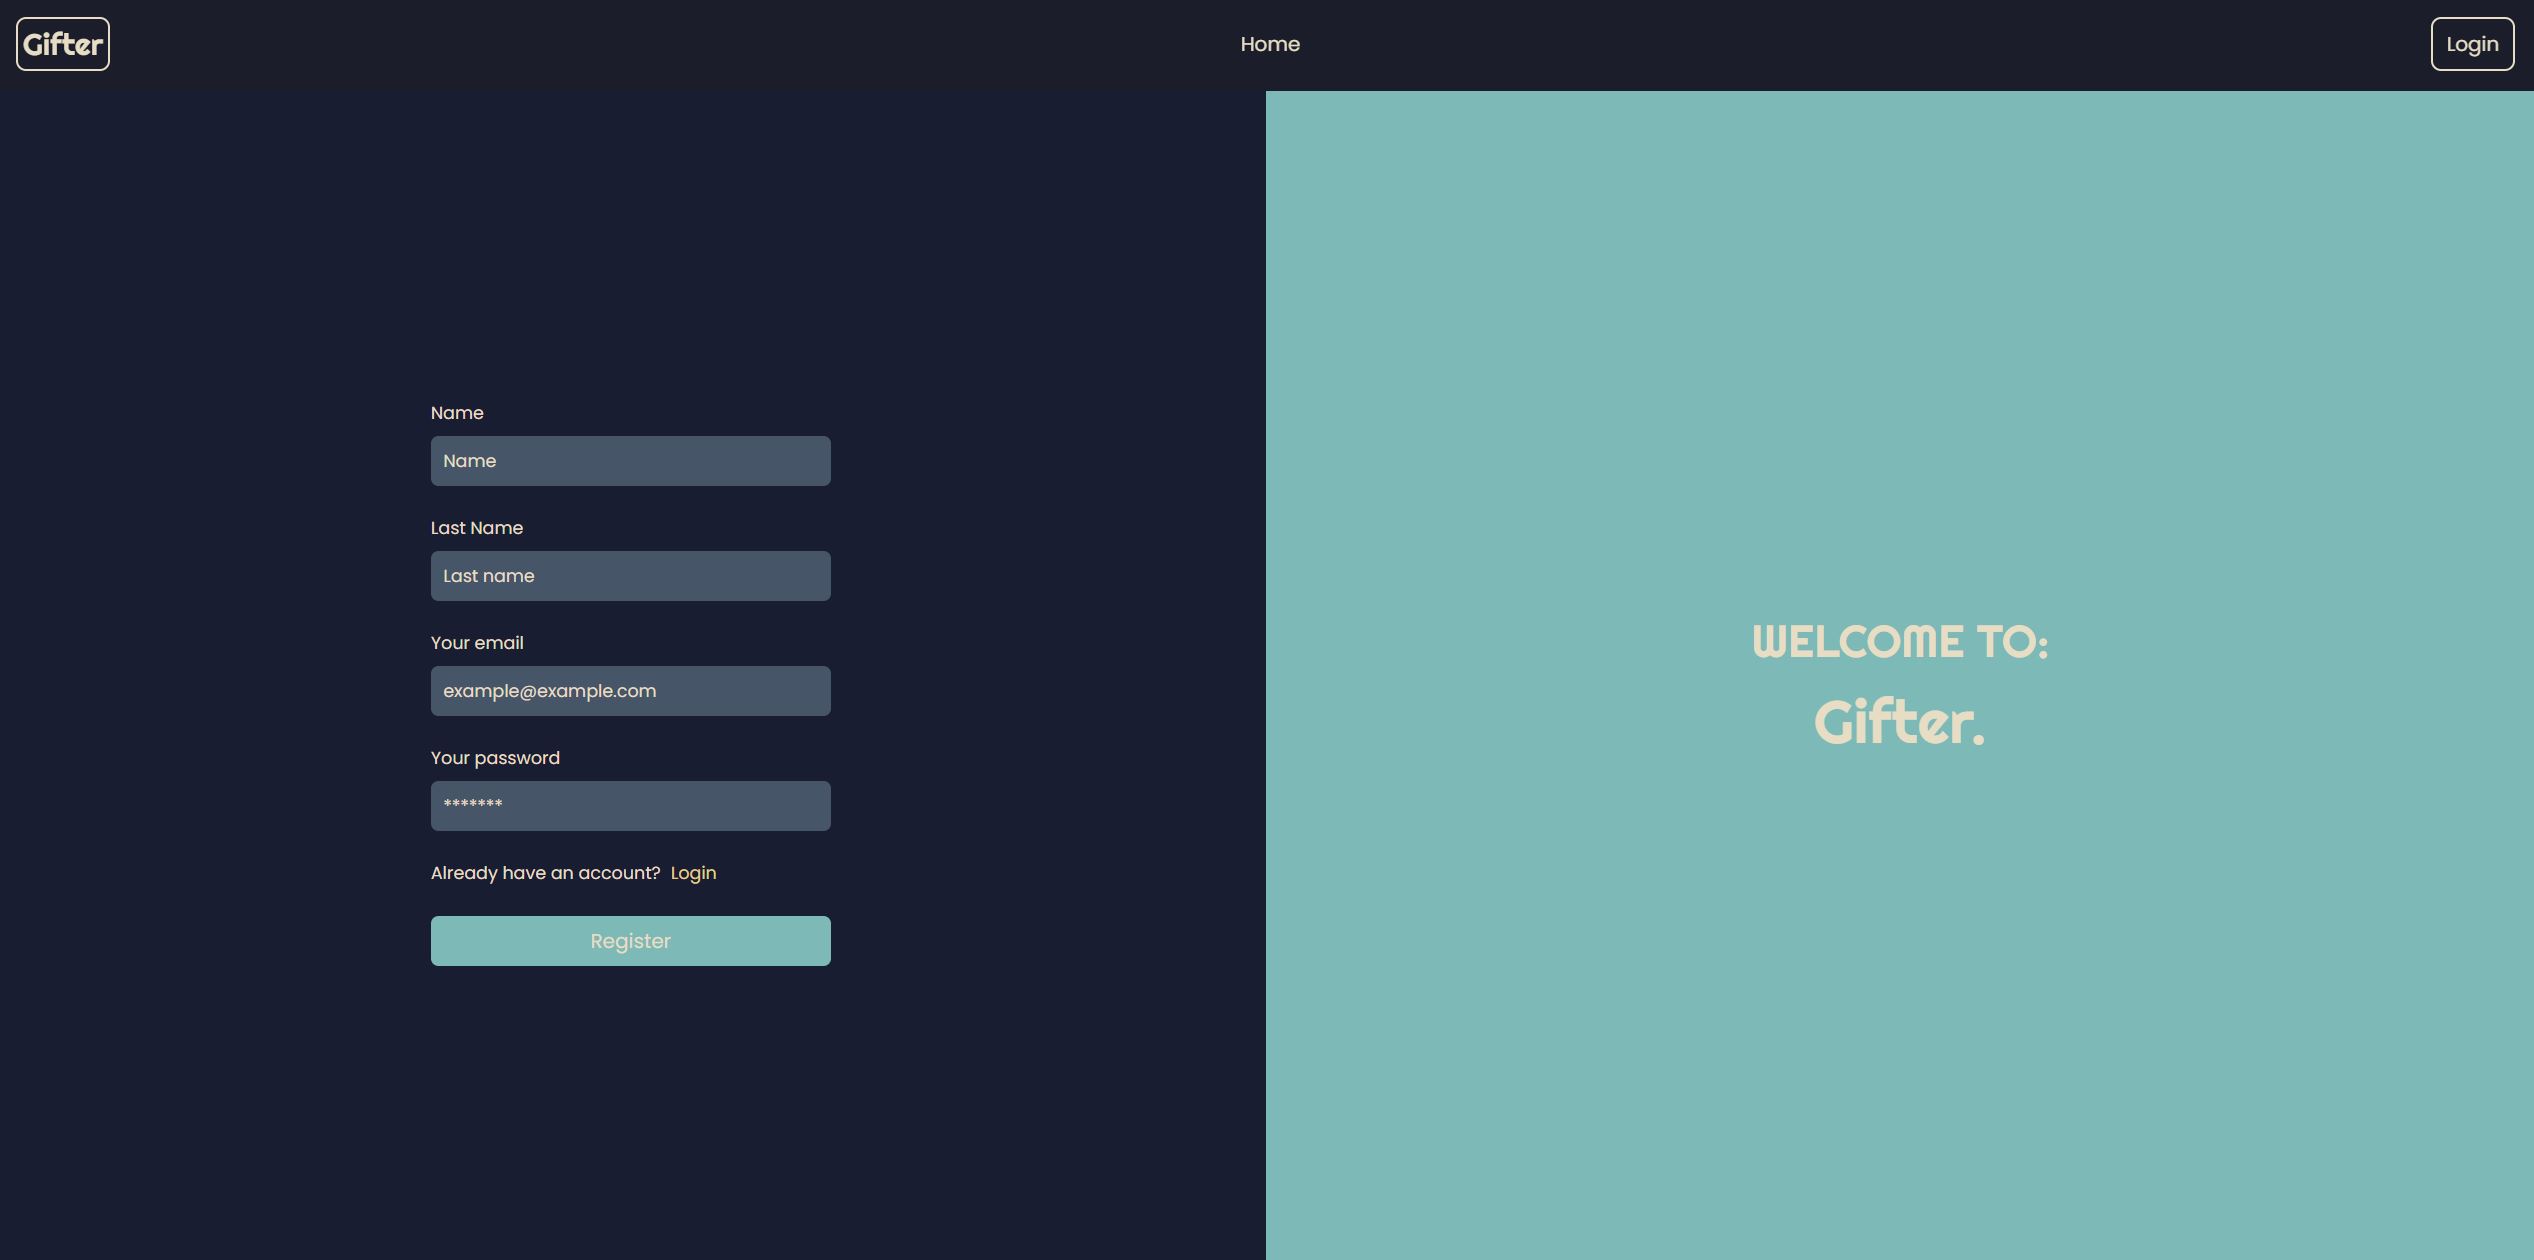 Gifter
Home
Login
Name
Name
Last Name
Last name
Your email
example@example.com
Your password
*******
Already have an account? Login
Register
WELCOME TO:
Gifter.